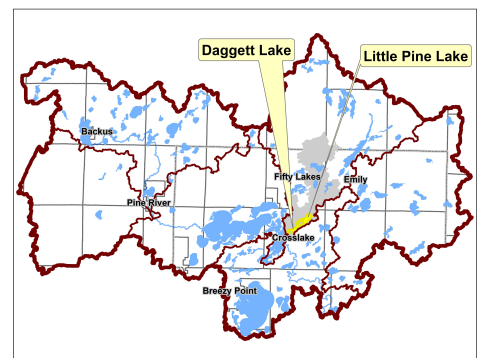 Daggett Lake
Little Pine Lake
Backus
Fifty Lakes
Emily
Pine River
Crosslake
Breezy Point